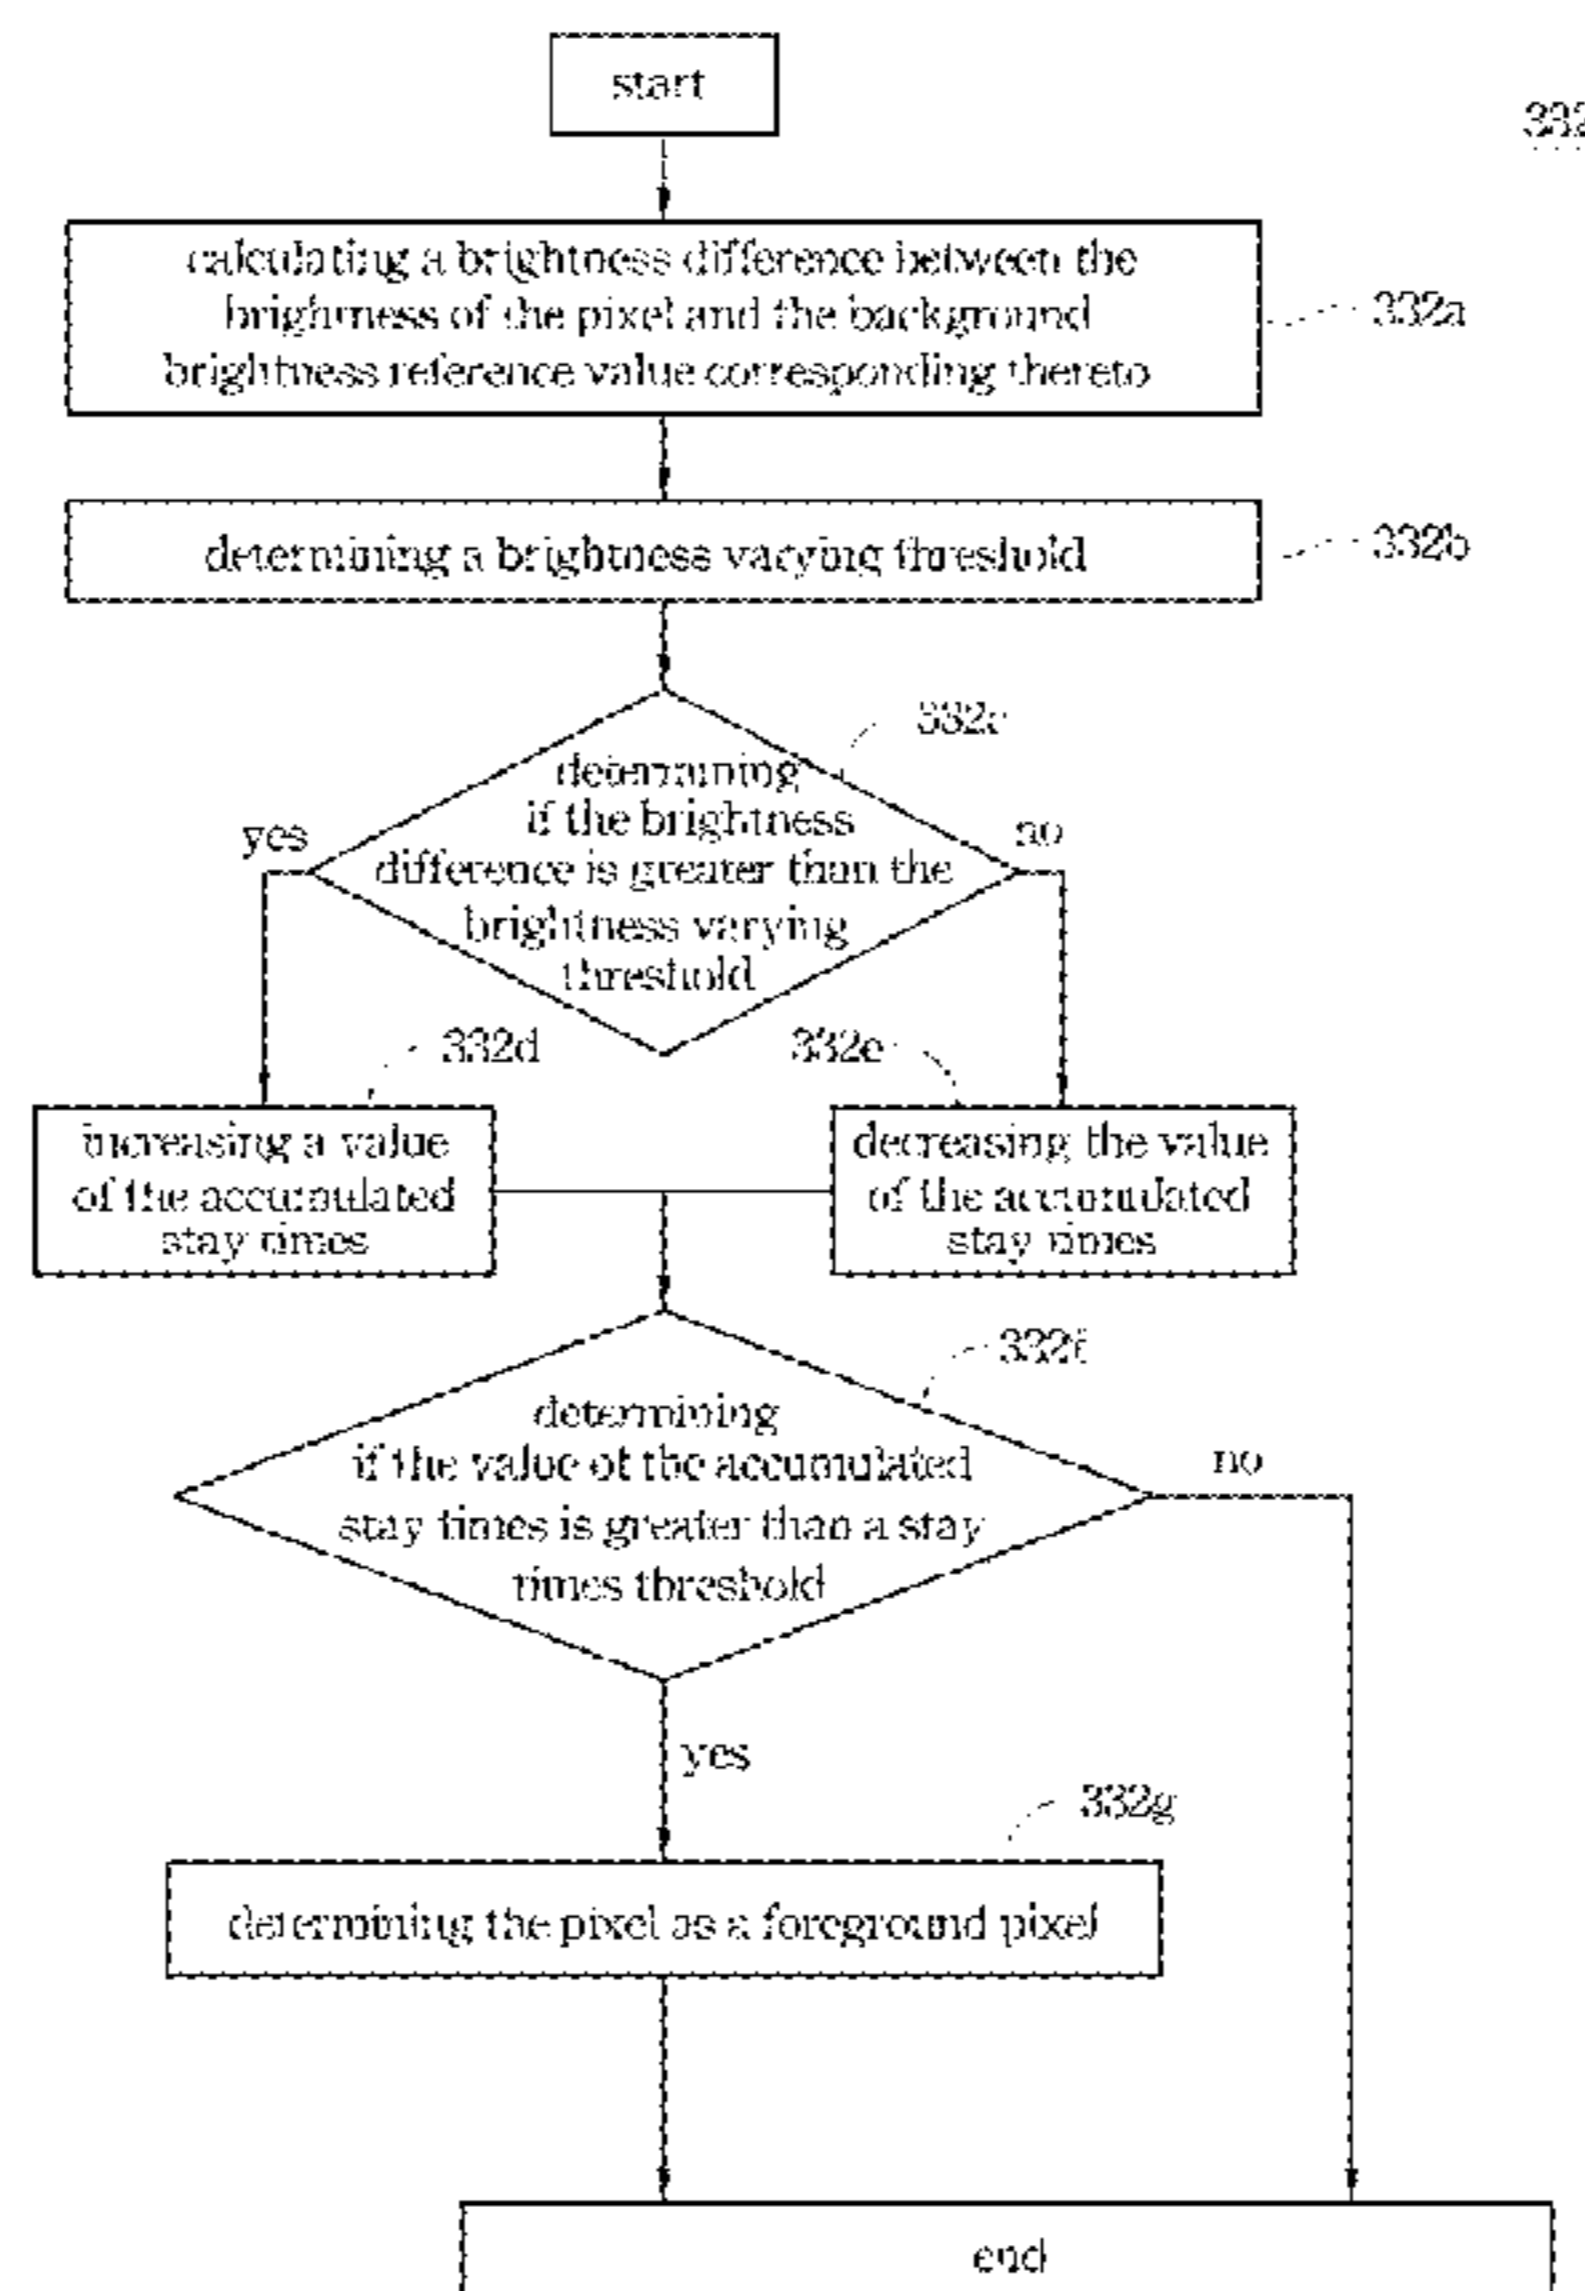 start
332
calculating a brightness difference between the
brightness of the pixel and the background
brightness reference value corresponding thereto
332a
determining a brightness varying threshold
332b
332c
determining
if the brightness
difference is greater than the
brightness varying
threshold
yes
no
332d
332e
increasing a value
of the accumulated
stay times
decreasing the value
of the accumulated
stay times
332f
determining
if the value of the accumulated
stay times is greater than a stay
times threshold
no
yes
332g
determining the pixel as a foreground pixel
end